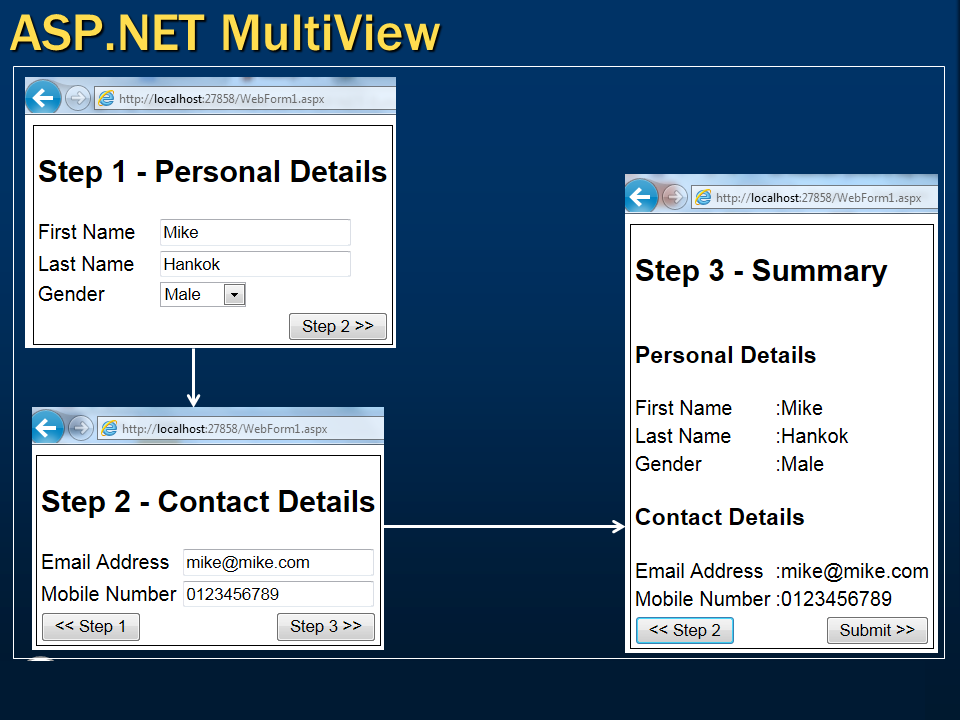 ASP.NET MultiView
http://localhost:27858/WebForm1.aspx
Step 1 - Personal Details
First Name Mike
Last Name Hankok
Gender Male
Step 2 >>
http://localhost:27858/WebForm1.aspx
Step 2 - Contact Details
Email Address mike@mike.com
Mobile Number 0123456789
<< Step 1 Step 3 >>
http://localhost:27858/WebForm1.aspx
Step 3 - Summary
Personal Details
First Name :Mike
Last Name :Hankok
Gender :Male
Contact Details
Email Address :mike@mike.com
Mobile Number :0123456789
<< Step 2 Submit >>